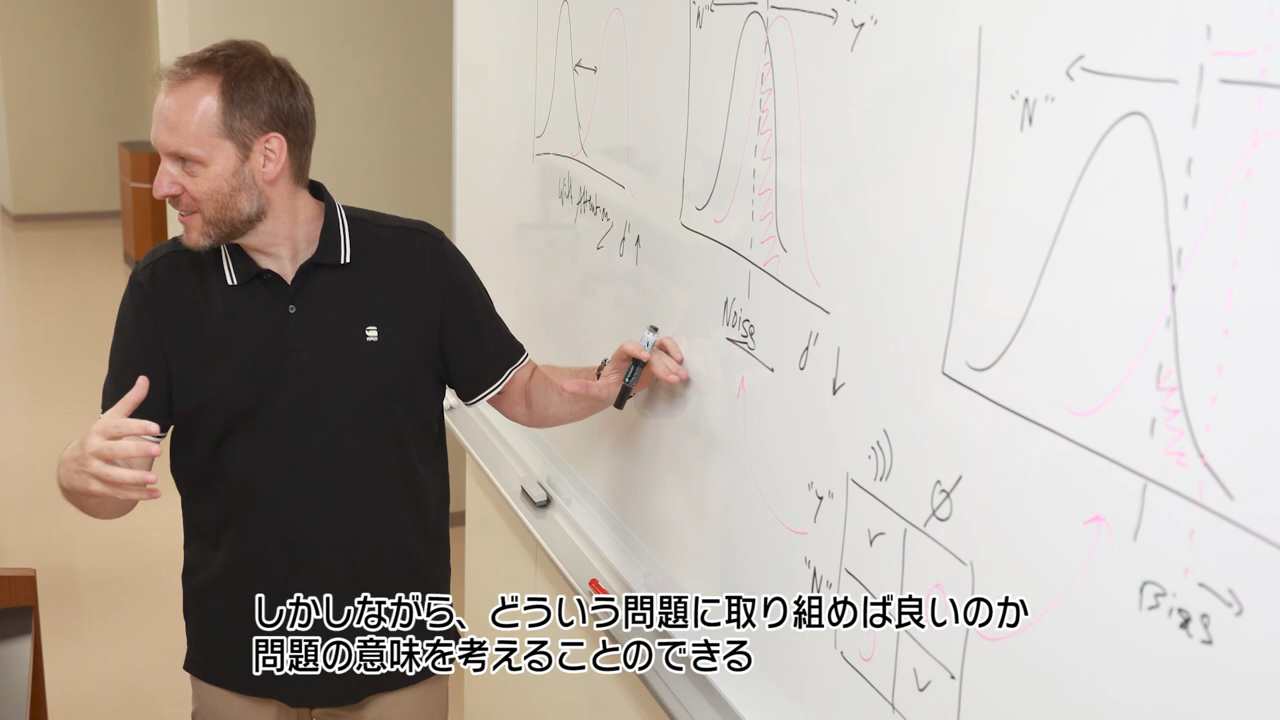 "N"
"Y"
"N"
With Attention
d' ↑
Noise
d' ↓
"Y"
"N"
Bias
しかしながら、どういう問題に取り組めば良いのか
問題の意味を考えることのできる